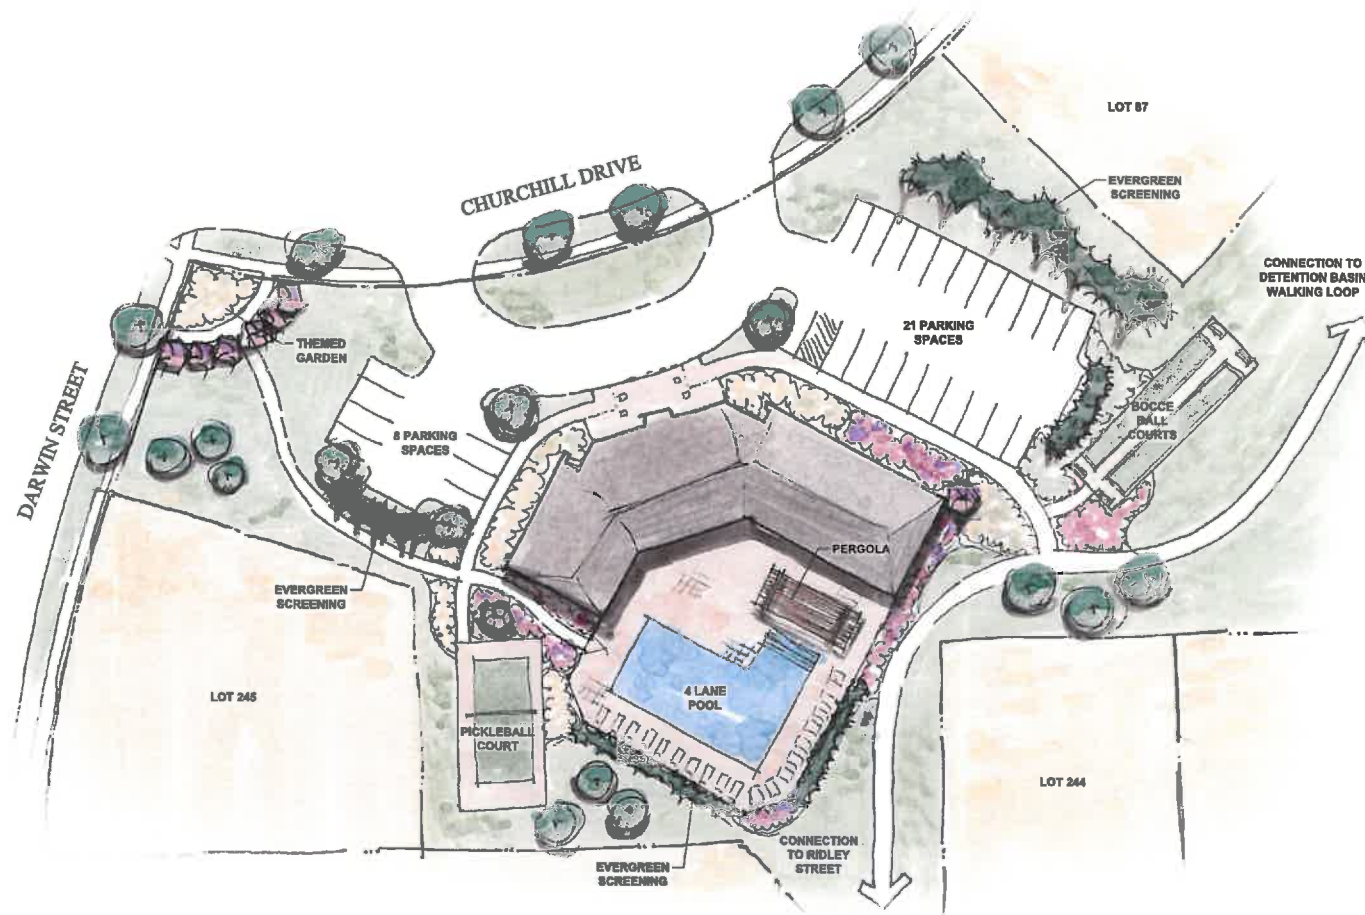 LOT 87
CHURCHILL DRIVE
EVERGREEN
SCREENING
CONNECTION TO
DETENTION BASIN
WALKING LOOP
21 PARKING
SPACES
THEMED
GARDEN
DARWIN STREET
BOCCE
BALL
COURTS
8 PARKING
SPACES
PERGOLA
EVERGREEN
SCREENING
LOT 245
4 LANE
POOL
PICKLEBALL
COURT
LOT 244
CONNECTION
TO RIDLEY
STREET
EVERGREEN
SCREENING